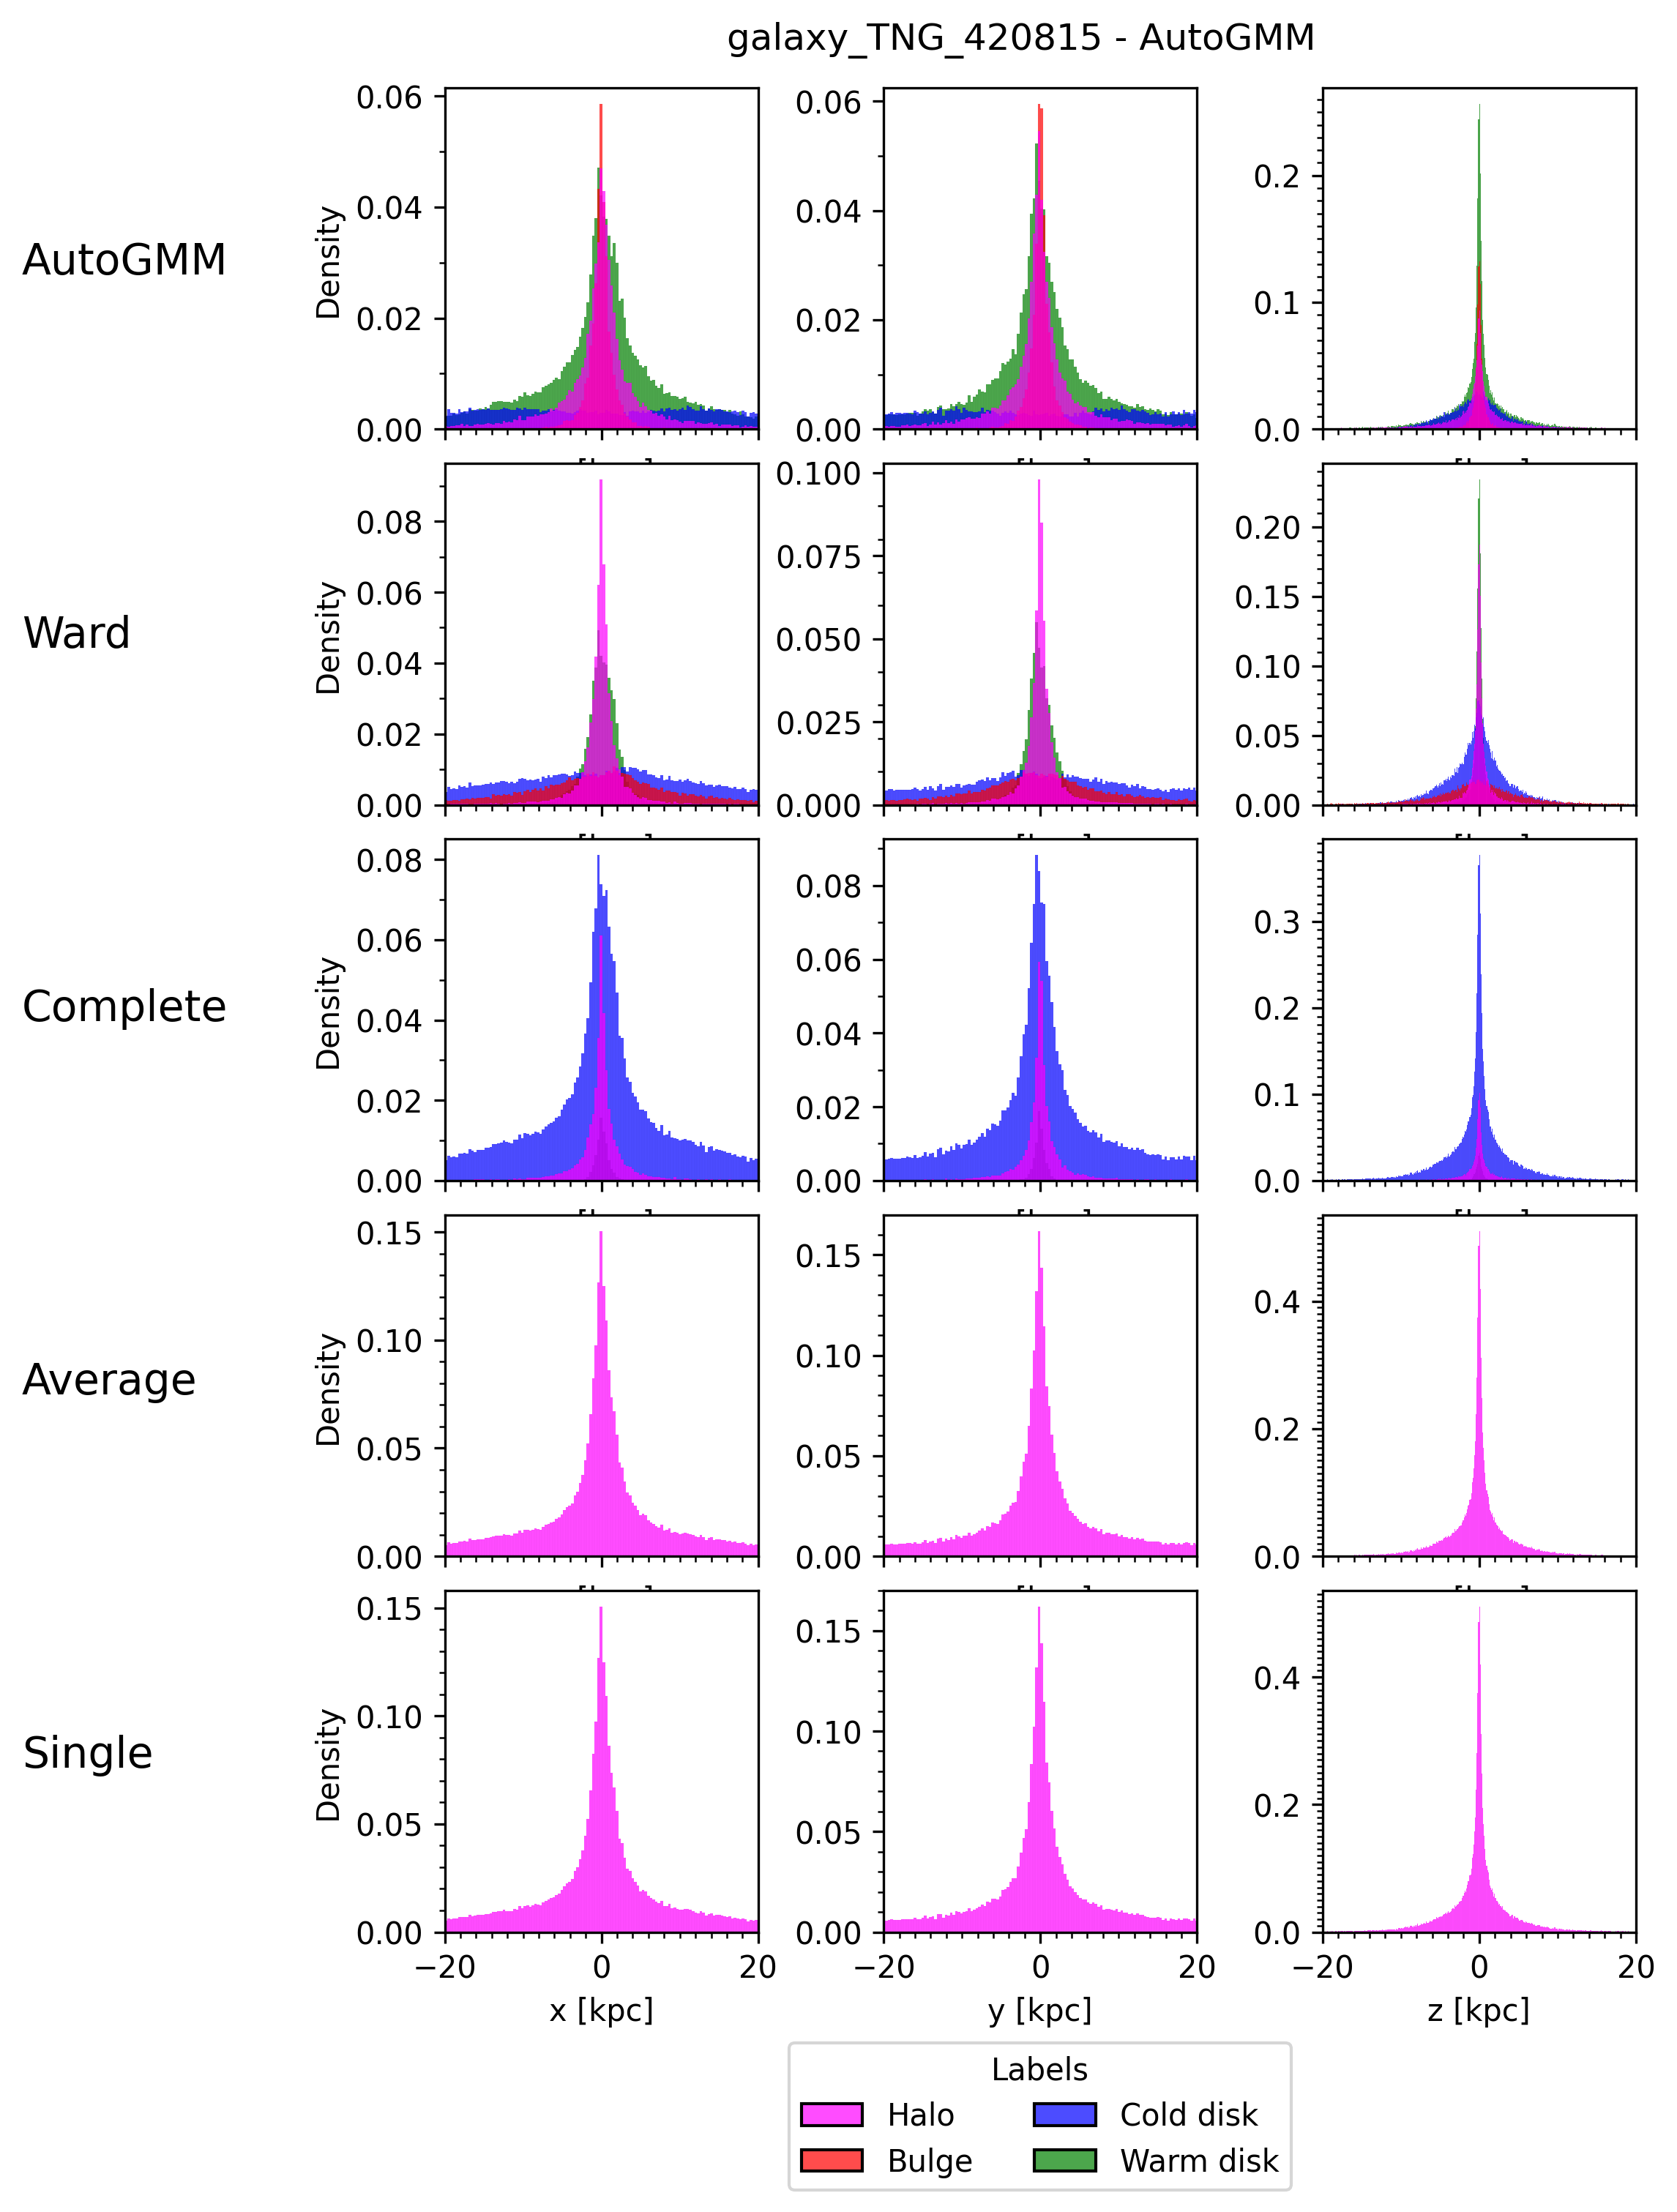 galaxy_TNG_420815 - AutoGMM
AutoGMM
Density
0.06
0.04
0.02
0.00
0.06
0.04
0.02
0.00
0.2
0.1
0.0
Ward
Density
0.08
0.06
0.04
0.02
0.00
0.100
0.075
0.050
0.025
0.000
0.20
0.15
0.10
0.05
0.00
Complete
Density
0.08
0.06
0.04
0.02
0.00
0.08
0.06
0.04
0.02
0.00
0.3
0.2
0.1
0.0
Average
Density
0.15
0.10
0.05
0.00
0.15
0.10
0.05
0.00
0.4
0.2
0.0
Single
Density
0.15
0.10
0.05
0.00
0.15
0.10
0.05
0.00
0.4
0.2
0.0
−20 0 20
−20 0 20
−20 0 20
x [kpc]
y [kpc]
z [kpc]
Labels
Halo
Bulge
Cold disk
Warm disk